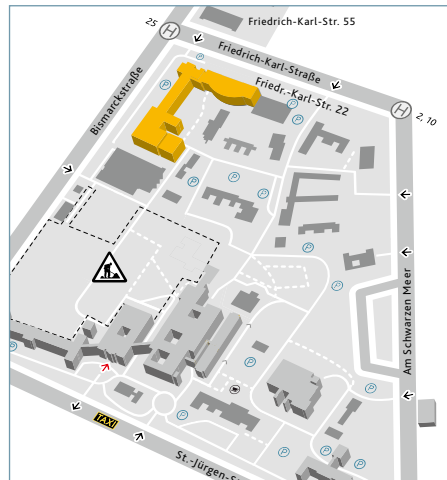 Friedrich-Karl-Str. 55
25
H
Friedrich-Karl-Straße
Friedr.-Karl-Str. 22
H
2, 10
Bismarckstraße
P
P
P
P
P
P
P
P
P
P
Am Schwarzen Meer
P
P
P
P
P
P
P
P
TAXI
St.-Jürgen-S